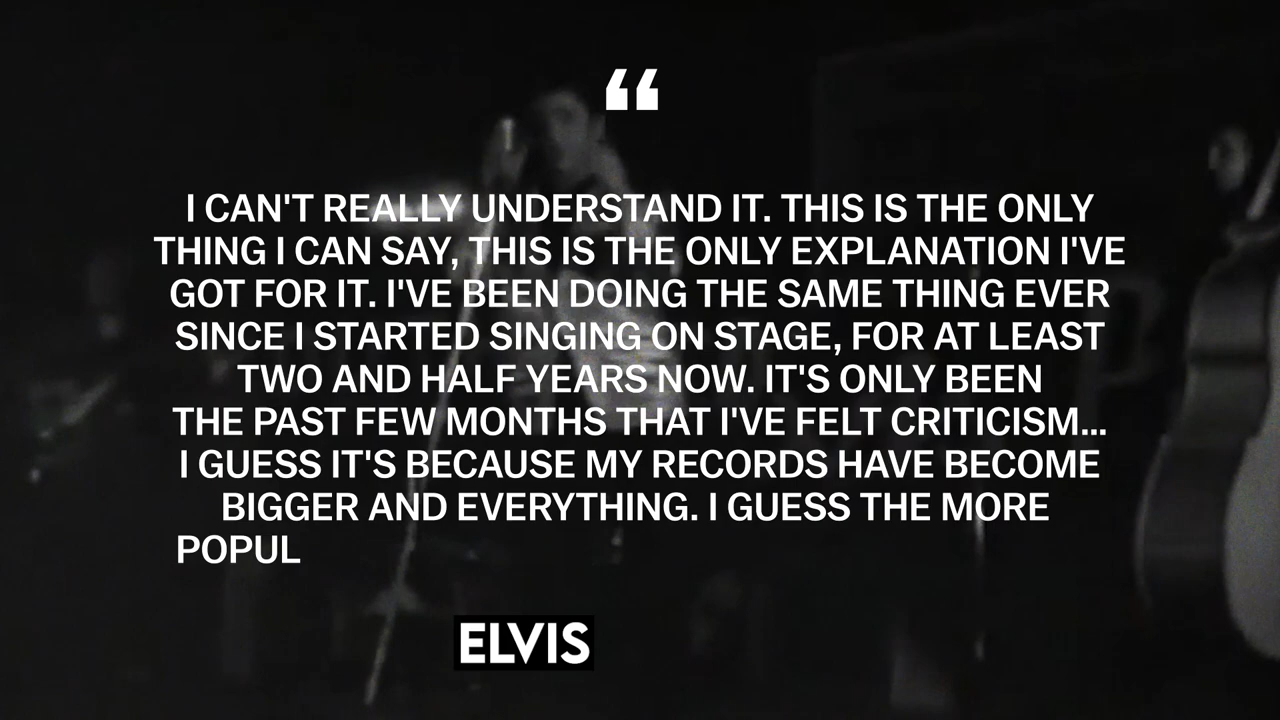 “
I CAN'T REALLY UNDERSTAND IT. THIS IS THE ONLY
THING I CAN SAY, THIS IS THE ONLY EXPLANATION I'VE
GOT FOR IT. I'VE BEEN DOING THE SAME THING EVER
SINCE I STARTED SINGING ON STAGE, FOR AT LEAST
TWO AND HALF YEARS NOW. IT'S ONLY BEEN
THE PAST FEW MONTHS THAT I'VE FELT CRITICISM...
I GUESS IT'S BECAUSE MY RECORDS HAVE BECOME
BIGGER AND EVERYTHING. I GUESS THE MORE
POPUL
ELVIS